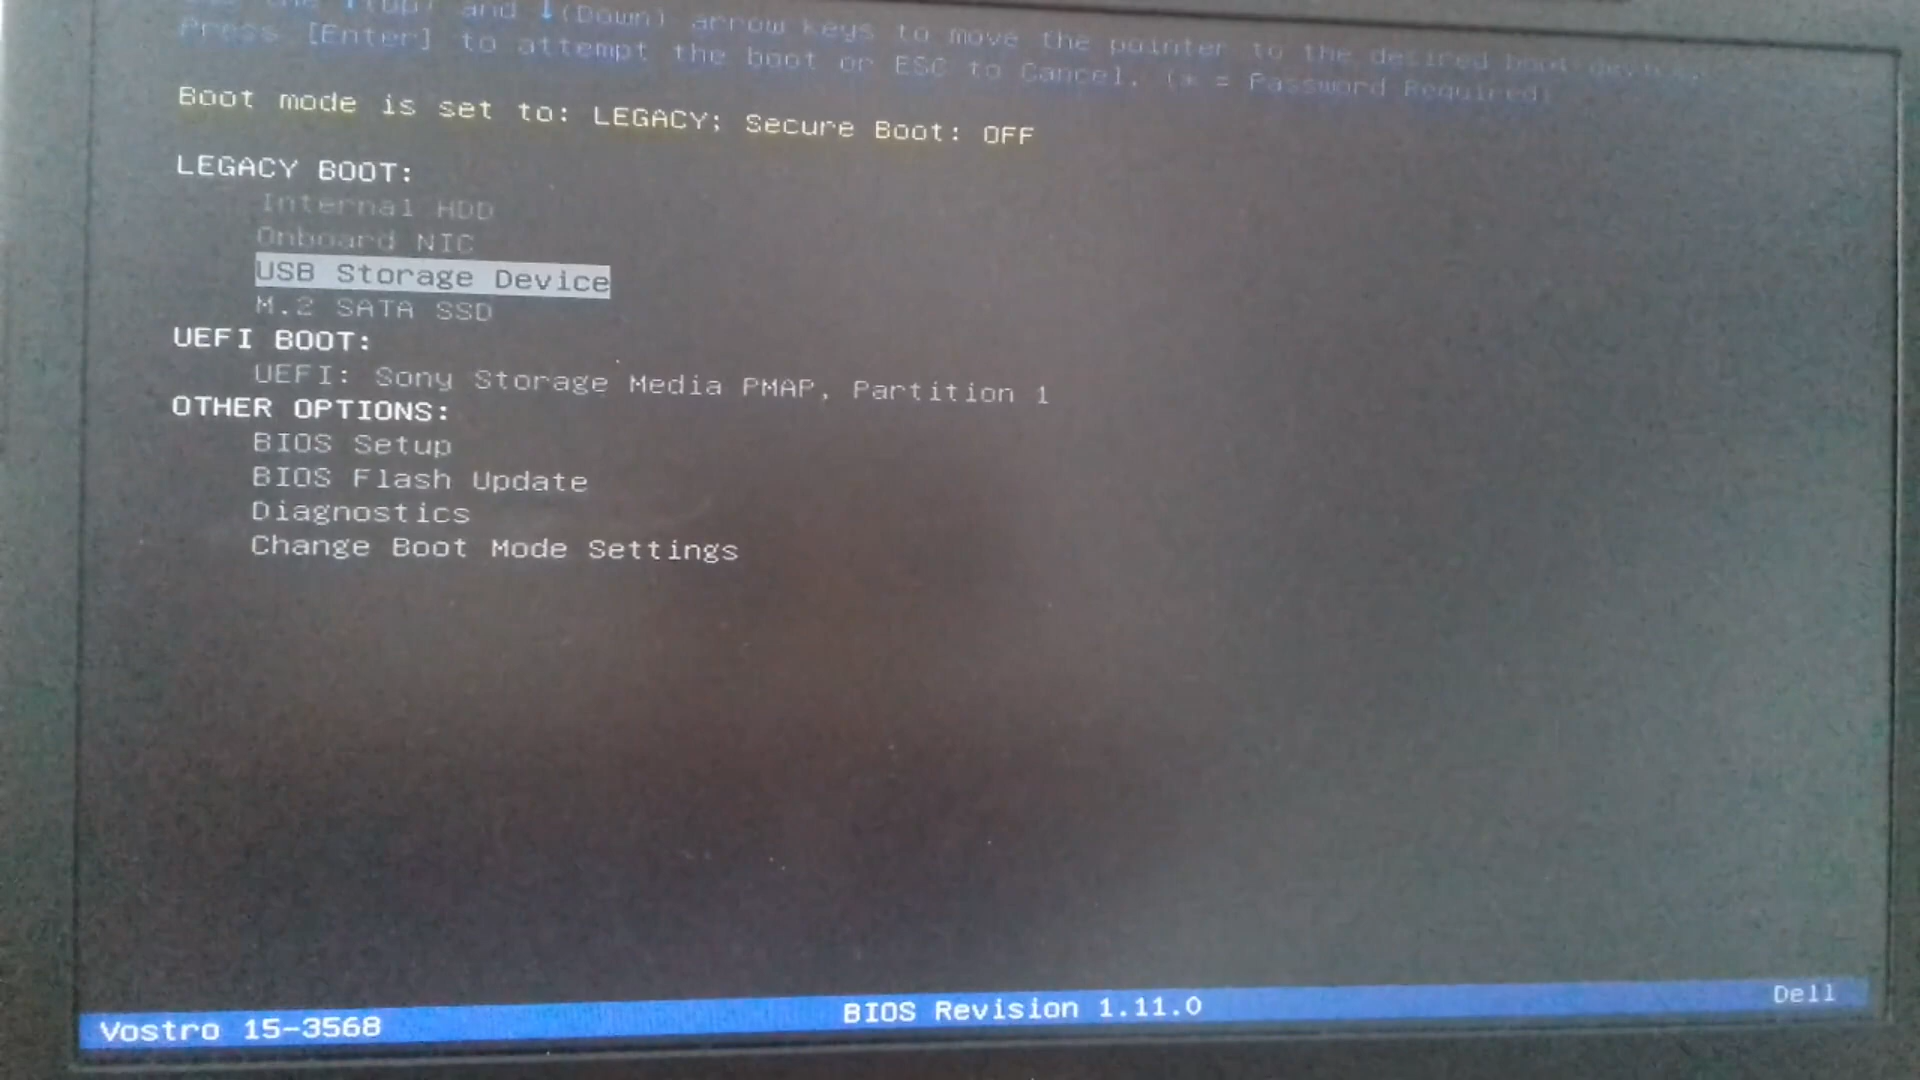 the ↑(Up) and ↓(Down) arrow keys to move the pointer to the desired boot device.
Press [Enter] to attempt the boot or ESC to Cancel. (* = Password Required)
Boot mode is set to: LEGACY; Secure Boot: OFF
LEGACY BOOT:
Internal HDD
Onboard NIC
USB Storage Device
M.2 SATA SSD
UEFI BOOT:
UEFI: Sony Storage Media PMAP, Partition 1
OTHER OPTIONS:
BIOS Setup
BIOS Flash Update
Diagnostics
Change Boot Mode Settings
Vostro 15-3568
BIOS Revision 1.11.0
Dell